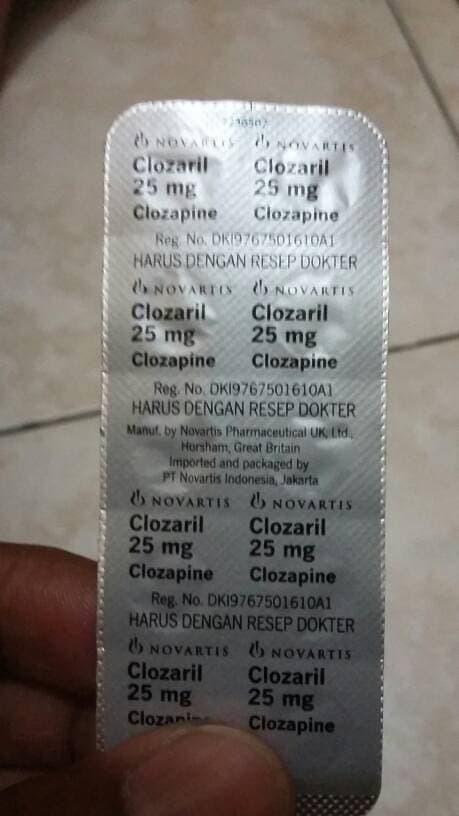 NOVARTIS NOVARTIS
Clozaril Clozaril
25 mg 25 mg
Clozapine Clozapine
Reg. No. DKI9767501610A1
HARUS DENGAN RESEP DOKTER
NOVARTIS NOVARTIS
Clozaril Clozaril
25 mg 25 mg
Clozapine Clozapine
Reg. No. DKI9767501610A1
HARUS DENGAN RESEP DOKTER
Manuf. by Novartis Pharmaceutical UK, Ltd.,
Horsham, Great Britain
Imported and packaged by
PT Novartis Indonesia, Jakarta
NOVARTIS NOVARTIS
Clozaril Clozaril
25 mg 25 mg
Clozapine Clozapine
Reg. No. DKI9767501610A1
HARUS DENGAN RESEP DOKTER
NOVARTIS NOVARTIS
Clozaril Clozaril
25 mg 25 mg
Clozapine